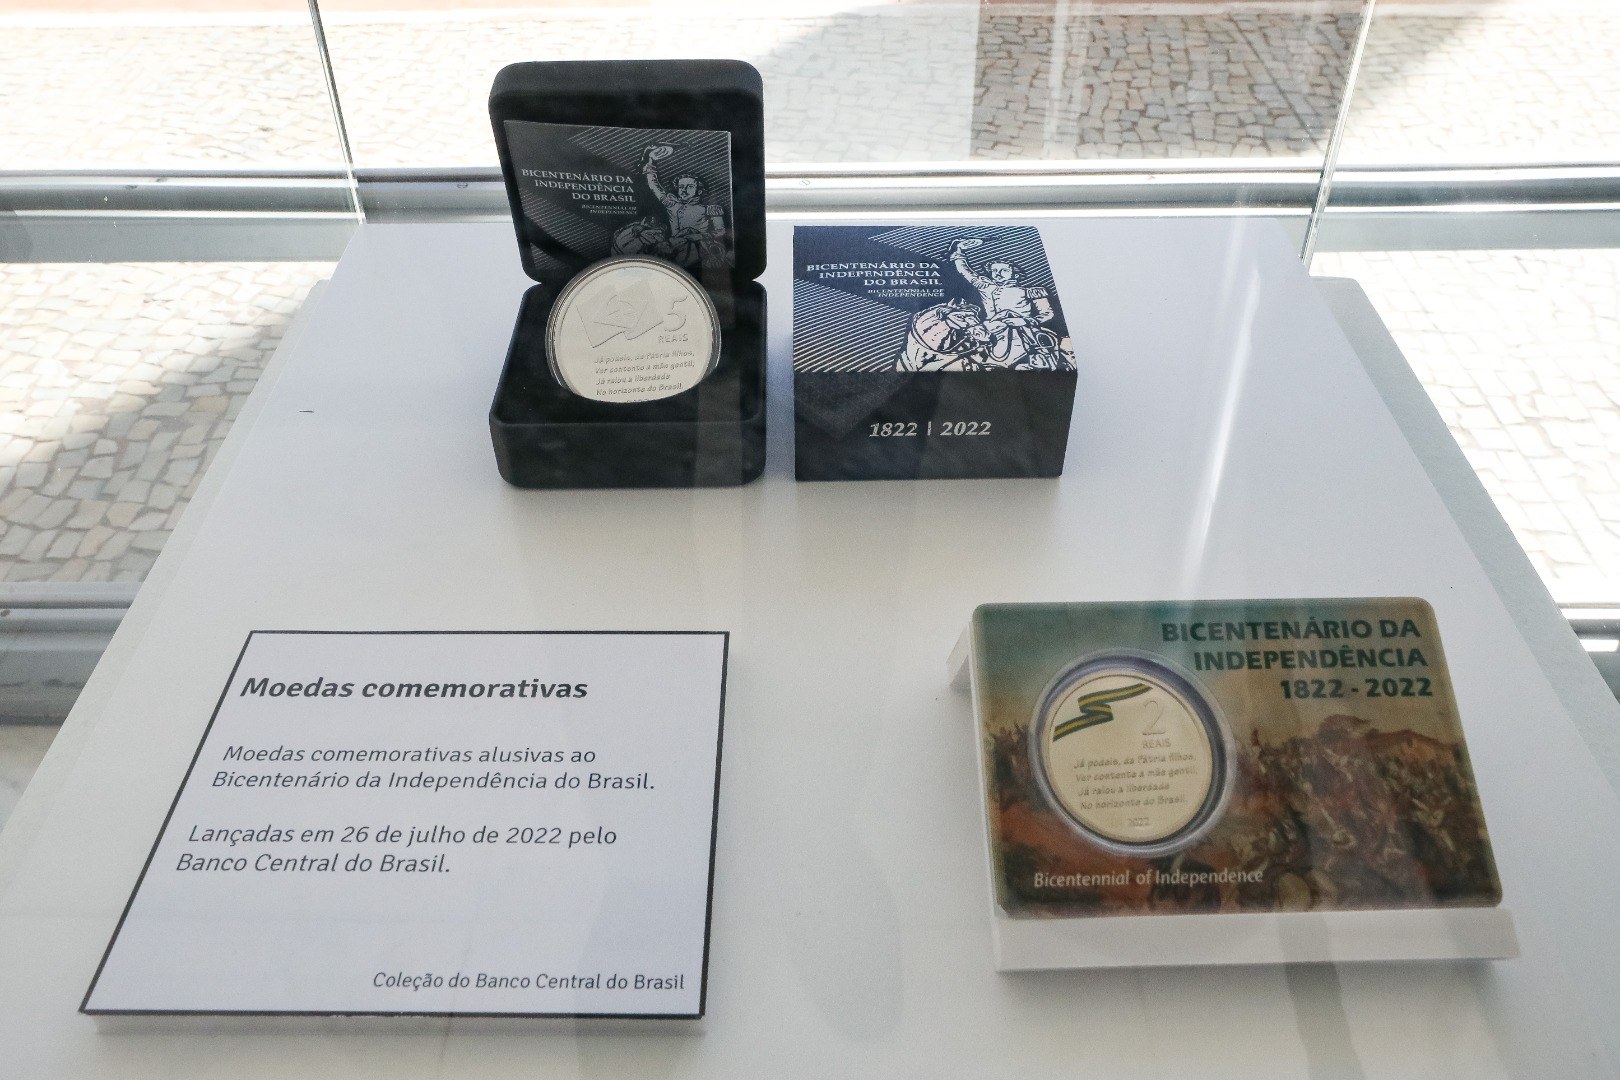 BICENTENÁRIO DA
INDEPENDÊNCIA
DO BRASIL
BICENTENNIAL OF
INDEPENDENCE
5
REAIS
Já podeis, da Pátria filhos,
Ver contente a mãe gentil;
Já raiou a liberdade
No horizonte do Brasil
BICENTENÁRIO DA
INDEPENDÊNCIA
DO BRASIL
BICENTENNIAL OF
INDEPENDENCE
1822 | 2022
BICENTENÁRIO DA
INDEPENDÊNCIA
1822 - 2022
2
REAIS
Já podeis, da Pátria filhos,
Ver contente a mãe gentil;
Já raiou a liberdade
No horizonte do Brasil.
2022
Bicentennial of Independence
Moedas comemorativas
Moedas comemorativas alusivas ao
Bicentenário da Independência do Brasil.
Lançadas em 26 de julho de 2022 pelo
Banco Central do Brasil.
Coleção do Banco Central do Brasil